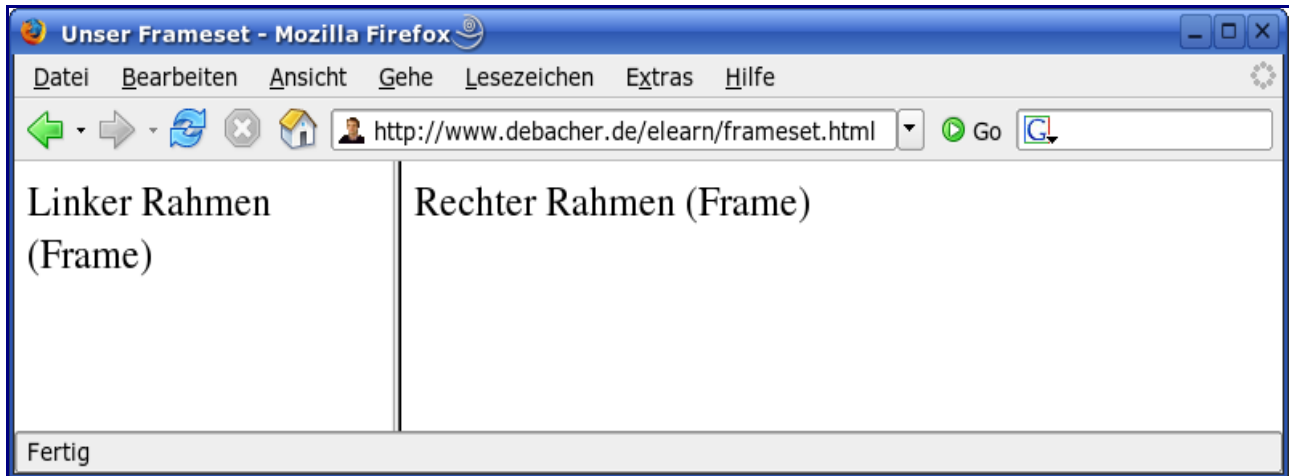 Unser Frameset - Mozilla Firefox
Datei Bearbeiten Ansicht Gehe Lesezeichen Extras Hilfe
http://www.debacher.de/elearn/frameset.html Go G
Linker Rahmen
(Frame)
Rechter Rahmen (Frame)
Fertig